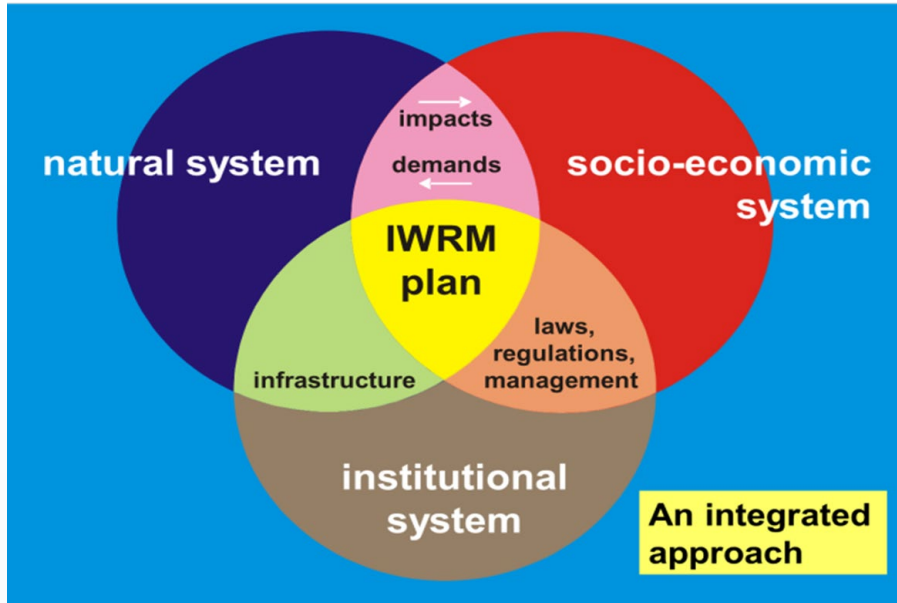 impacts
natural system
demands
socio-economic
system
IWRM
plan
laws,
regulations,
management
infrastructure
institutional
system
An integrated
approach